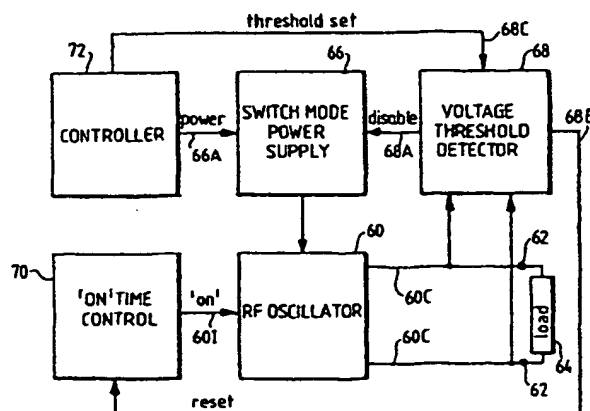 threshold set
68C
72
66
68
CONTROLLER
power
66A
SWITCH MODE
POWER
SUPPLY
disable
68A
VOLTAGE
THRESHOLD
DETECTOR
68B
60
70
'ON' TIME
CONTROL
'on'
60I
RF OSCILLATOR
60C
60C
62
load
64
62
reset